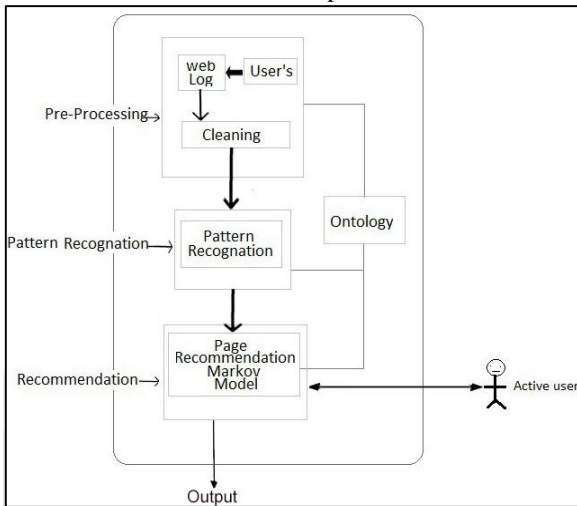 web
Log
User's
Pre-Processing
Cleaning
Ontology
Pattern Recognation
Pattern
Recognation
Page
Recommendation
Markov
Model
Recommendation
Active user
Output